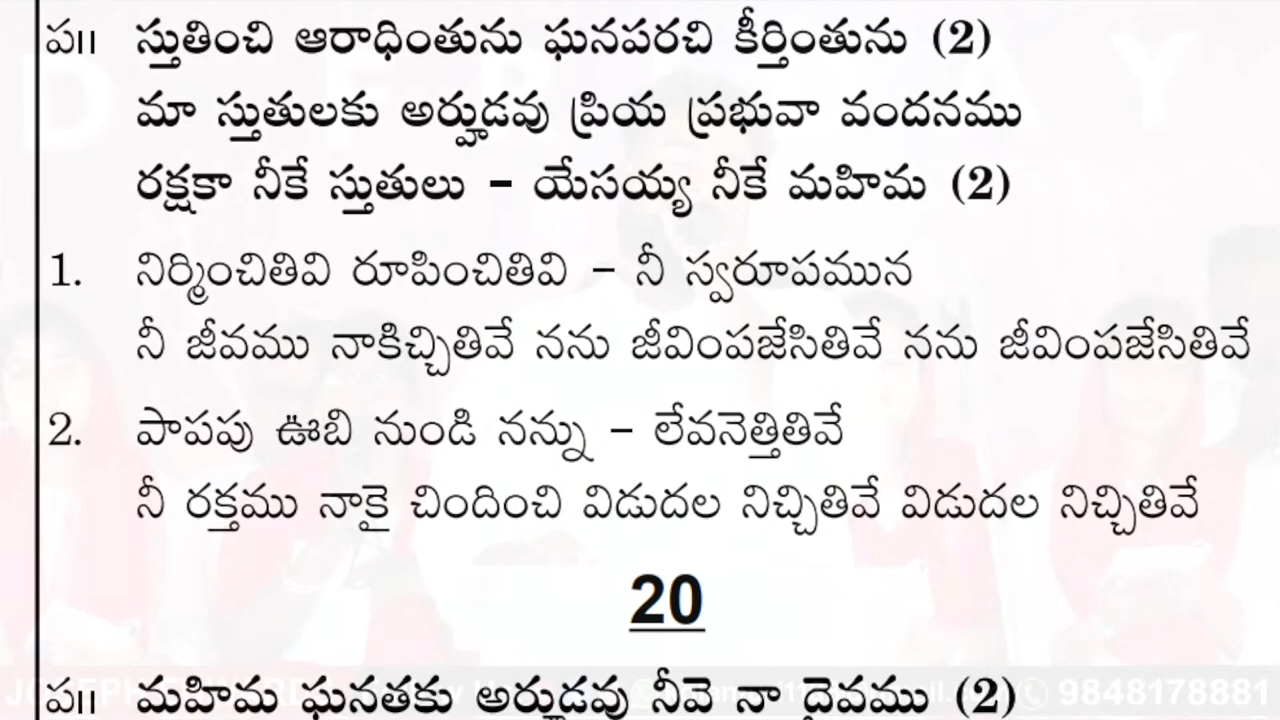 ప॥ స్తుతించి ఆరాధింతును ఘనపరచి కీర్తింతును (2)
మా స్తుతులకు అర్హుడవు ప్రియ ప్రభువా వందనము
రక్షకా నీకే స్తుతులు – యేసయ్య నీకే మహిమ (2)
1. నిర్మించితివి రూపించితివి – నీ స్వరూపమున
నీ జీవము నాకిచ్చితివే నను జీవింపజేసితివే నను జీవింపజేసితివే
2. పాపపు ఊబి నుండి నన్ను – లేవనెత్తితివే
నీ రక్తము నాకై చిందించి విడుదల నిచ్చితివే విడుదల నిచ్చితివే
20
ప॥ మహిమ ఘనతకు అర్హుడవు నీవె నా దైవము (2)
9848178881